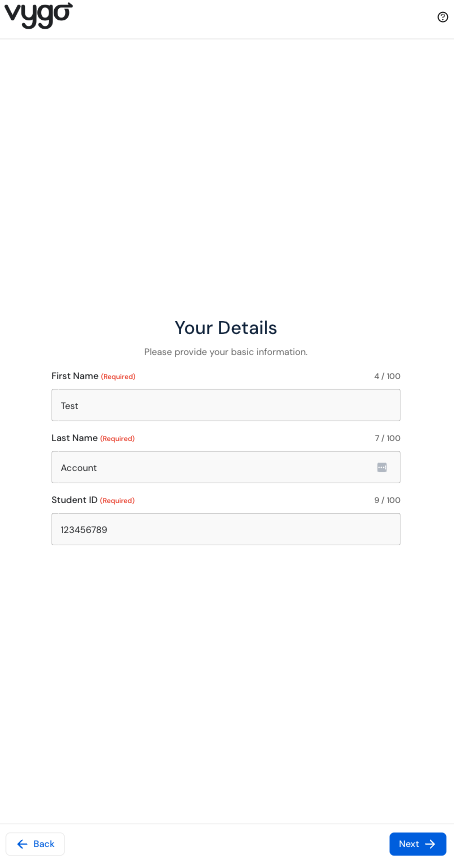 vygo
Your Details
Please provide your basic information.
First Name (Required) 4 / 100
Test
Last Name (Required) 7 / 100
Account
Student ID (Required) 9 / 100
123456789
Back Next